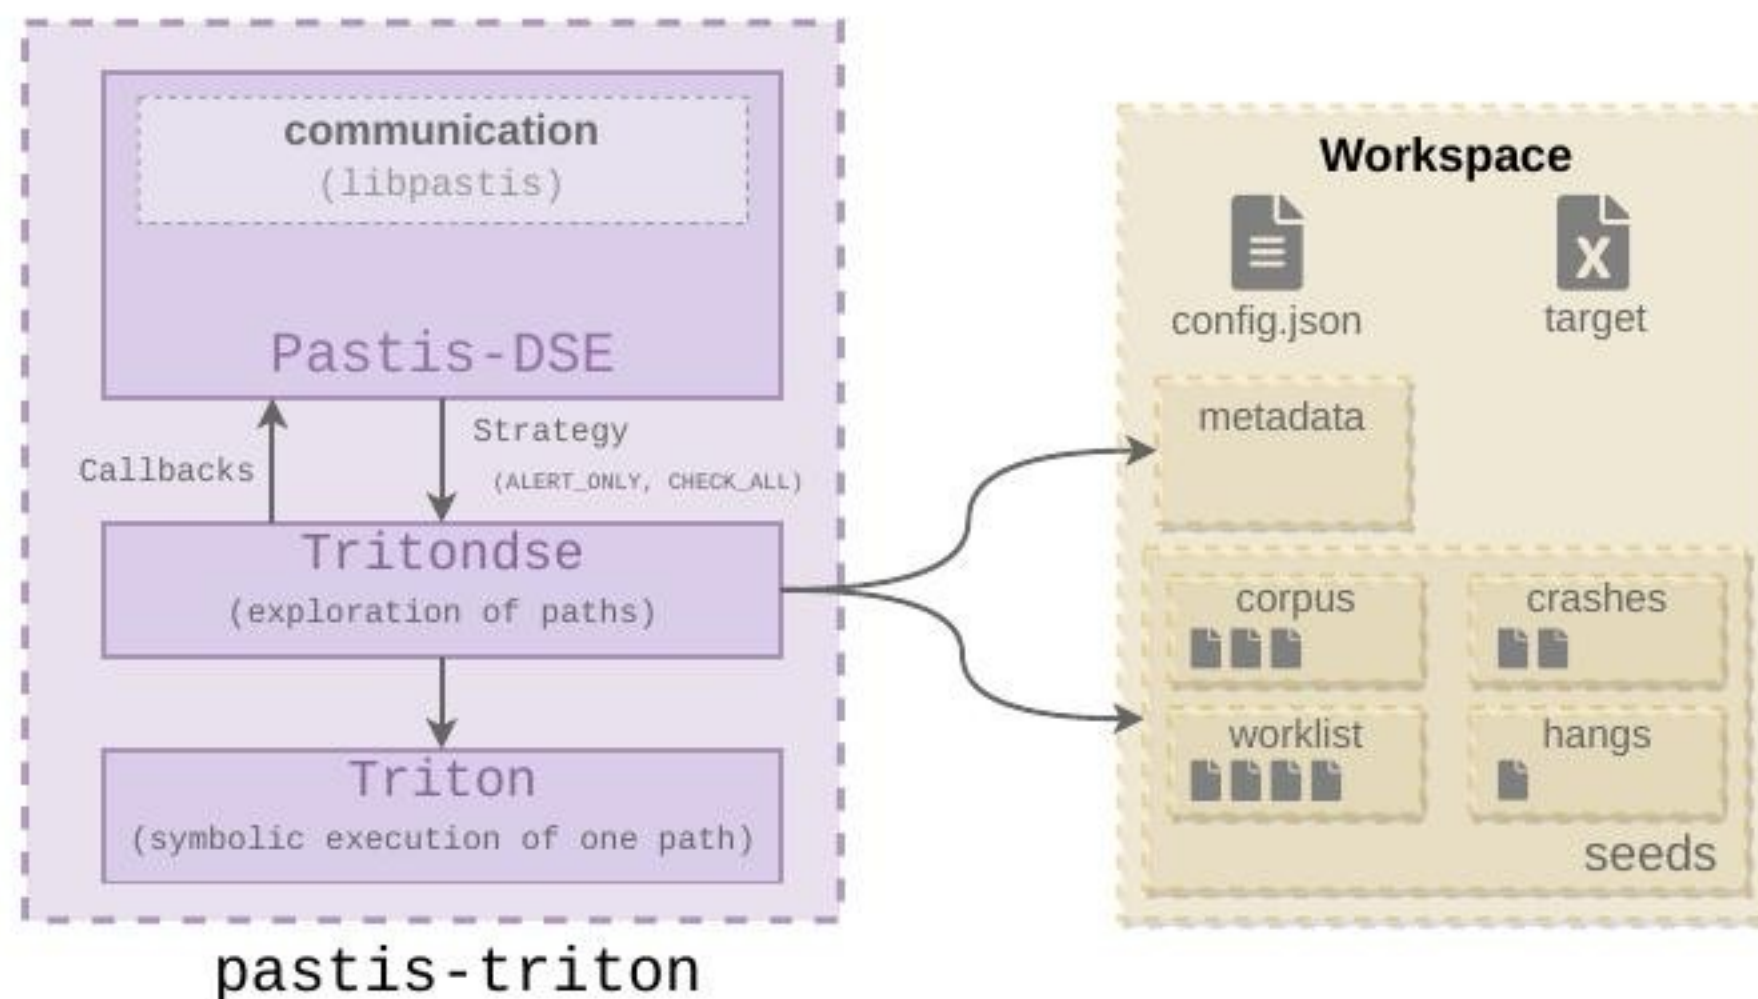 communication
(libpastis)
Pastis-DSE
Callbacks
Strategy
(ALERT_ONLY, CHECK_ALL)
Tritondse
(exploration of paths)
Triton
(symbolic execution of one path)
pastis-triton
Workspace
X
config.json
target
metadata
corpus
crashes
worklist
hangs
seeds